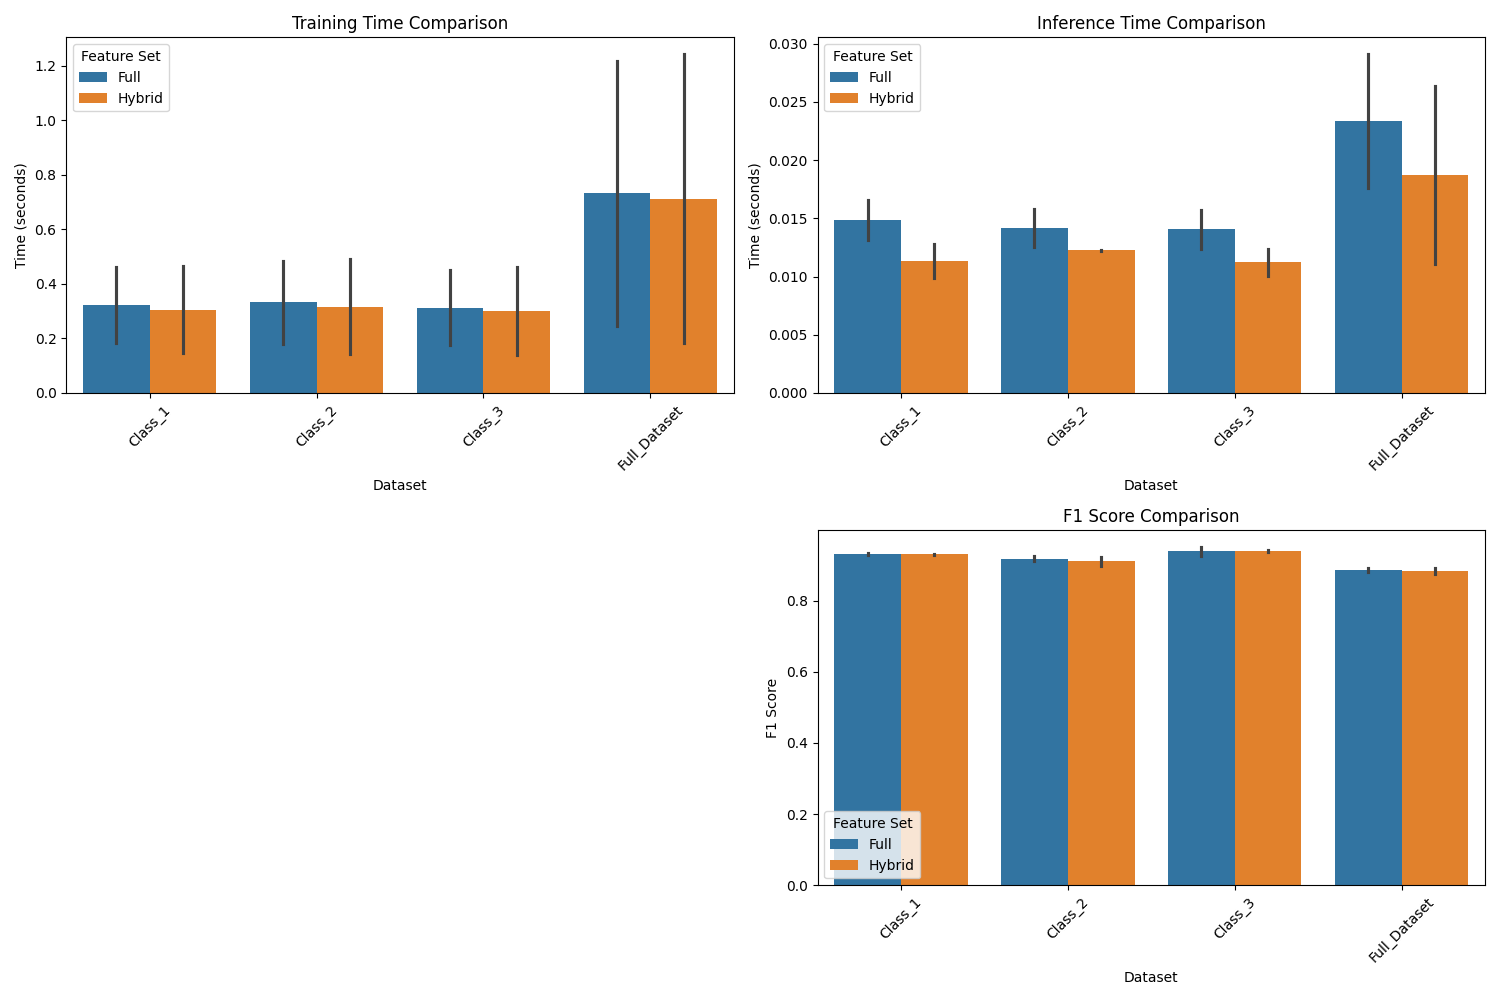 Training Time Comparison
Time (seconds)
1.2
1.0
0.8
0.6
0.4
0.2
0.0
Feature Set
Full
Hybrid
Class_1
Class_2
Class_3
Full_Dataset
Dataset
Inference Time Comparison
Time (seconds)
0.030
0.025
0.020
0.015
0.010
0.005
0.000
Feature Set
Full
Hybrid
Class_1
Class_2
Class_3
Full_Dataset
Dataset
F1 Score Comparison
F1 Score
0.8
0.6
0.4
0.2
0.0
Feature Set
Full
Hybrid
Class_1
Class_2
Class_3
Full_Dataset
Dataset